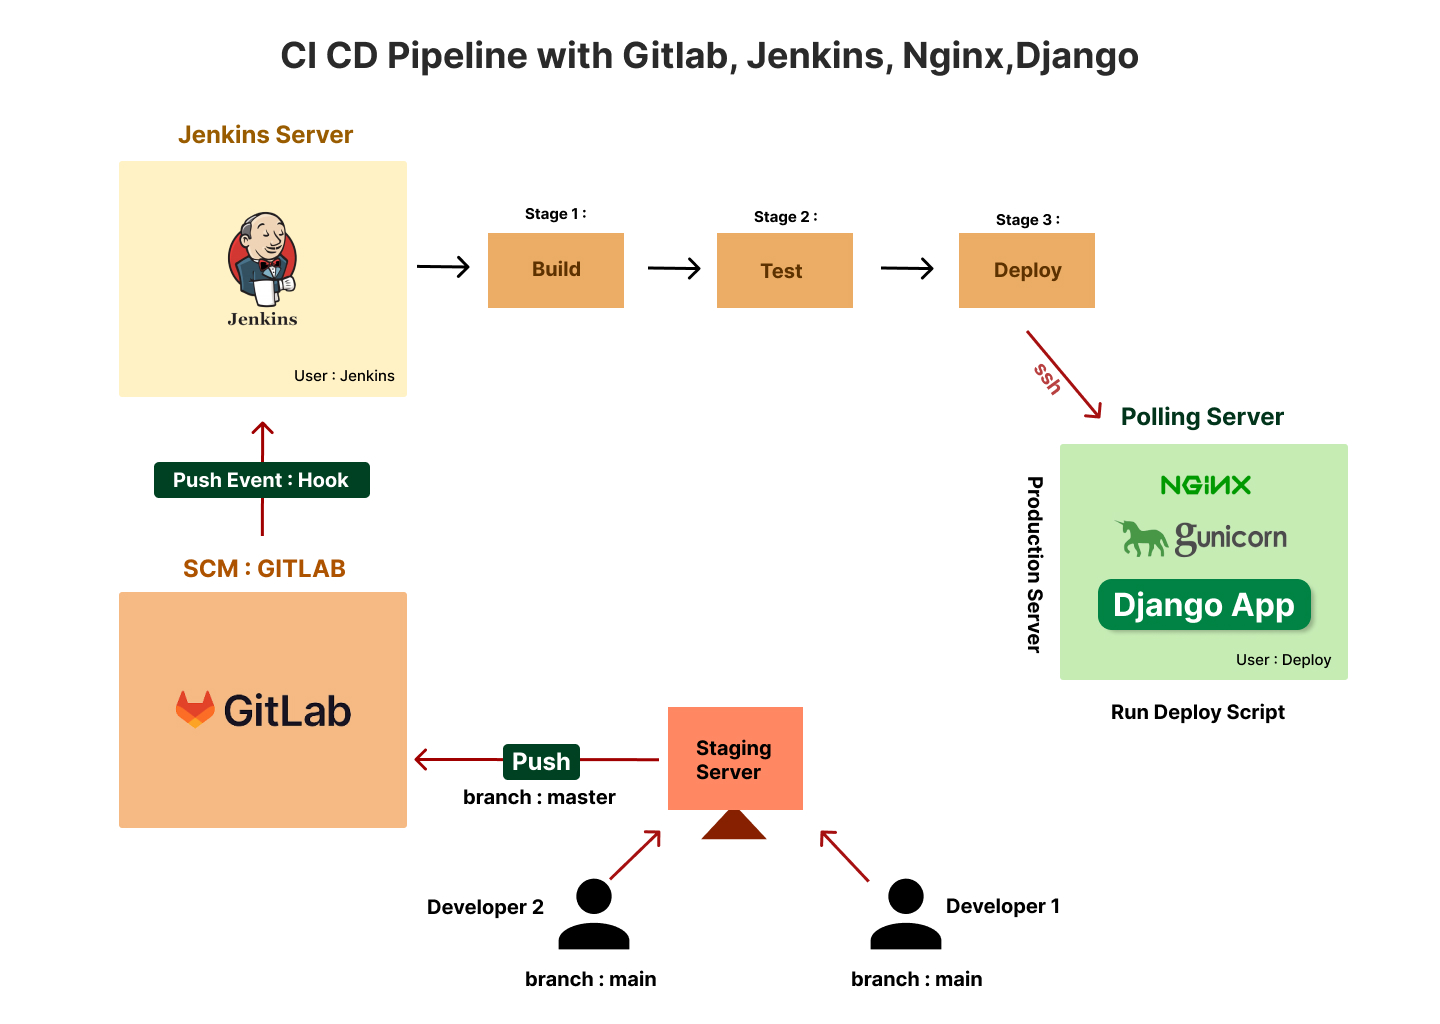 CI CD Pipeline with Gitlab, Jenkins, Nginx,Django
Jenkins Server
Jenkins
User : Jenkins
Stage 1 :
Build
Stage 2 :
Test
Stage 3 :
Deploy
ssh
Polling Server
NGINX
gunicorn
Django App
User : Deploy
Production Server
Run Deploy Script
Push Event : Hook
SCM : GITLAB
GitLab
Push
branch : master
Staging
Server
Developer 2
branch : main
Developer 1
branch : main